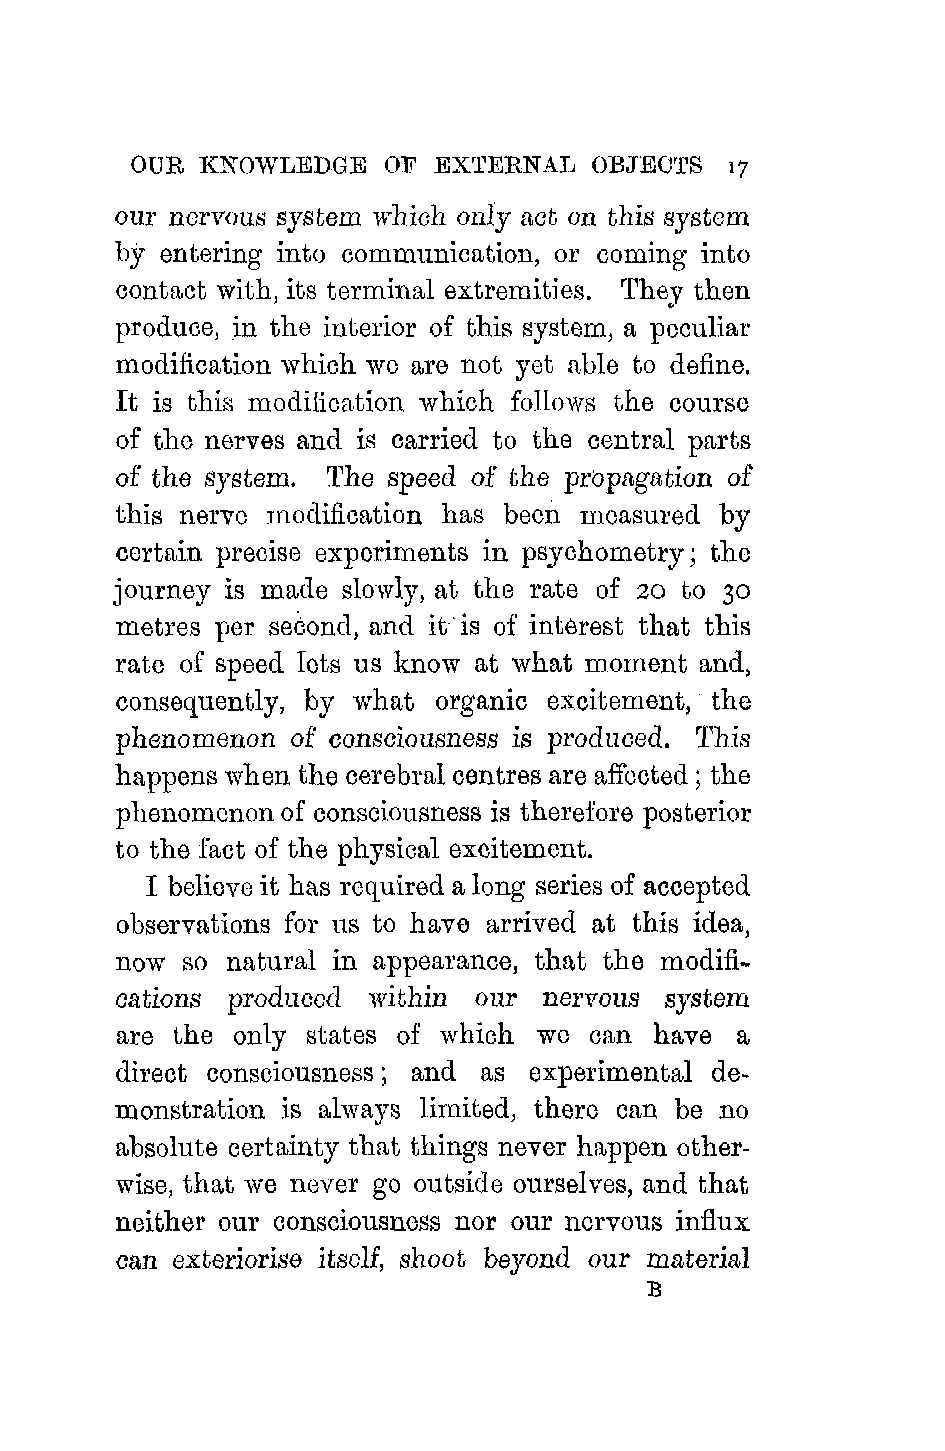 OUR KNOWLEDGE OF EXTERNAL OBJECTS 17
our nervous system which only act on this system
by entering into communication, or coming into
contact with, its terminal extremities. They then
produce, in the interior of this system, a peculiar
modification which we are not yet able to define.
It is this modification which follows the course
of the nerves and is carried to the central parts
of the system. The speed of the propagation of
this nerve modification has been measured by
certain precise experiments in psychometry; the
journey is made slowly, at the rate of 20 to 30
metres per second, and it is of interest that this
rate of speed lets us know at what moment and,
consequently, by what organic excitement, the
phenomenon of consciousness is produced. This
happens when the cerebral centres are affected; the
phenomenon of consciousness is therefore posterior
to the fact of the physical excitement.
I believe it has required a long series of accepted
observations for us to have arrived at this idea,
now so natural in appearance, that the modifi-
cations produced within our nervous system
are the only states of which we can have a
direct consciousness; and as experimental de-
monstration is always limited, there can be no
absolute certainty that things never happen other-
wise, that we never go outside ourselves, and that
neither our consciousness nor our nervous influx
can exteriorise itself, shoot beyond our material
B